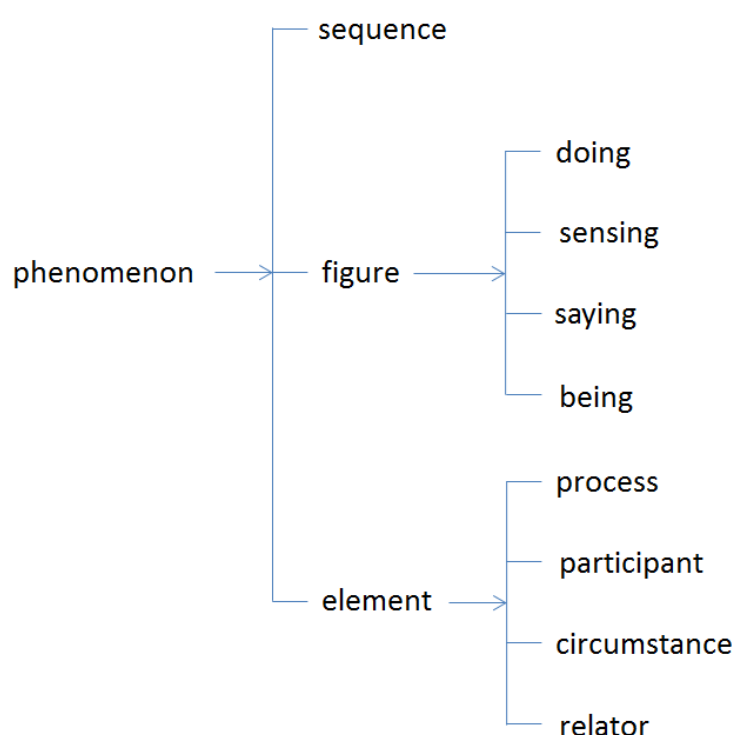 sequence
doing
sensing
phenomenon
figure
saying
being
process
participant
element
circumstance
relator